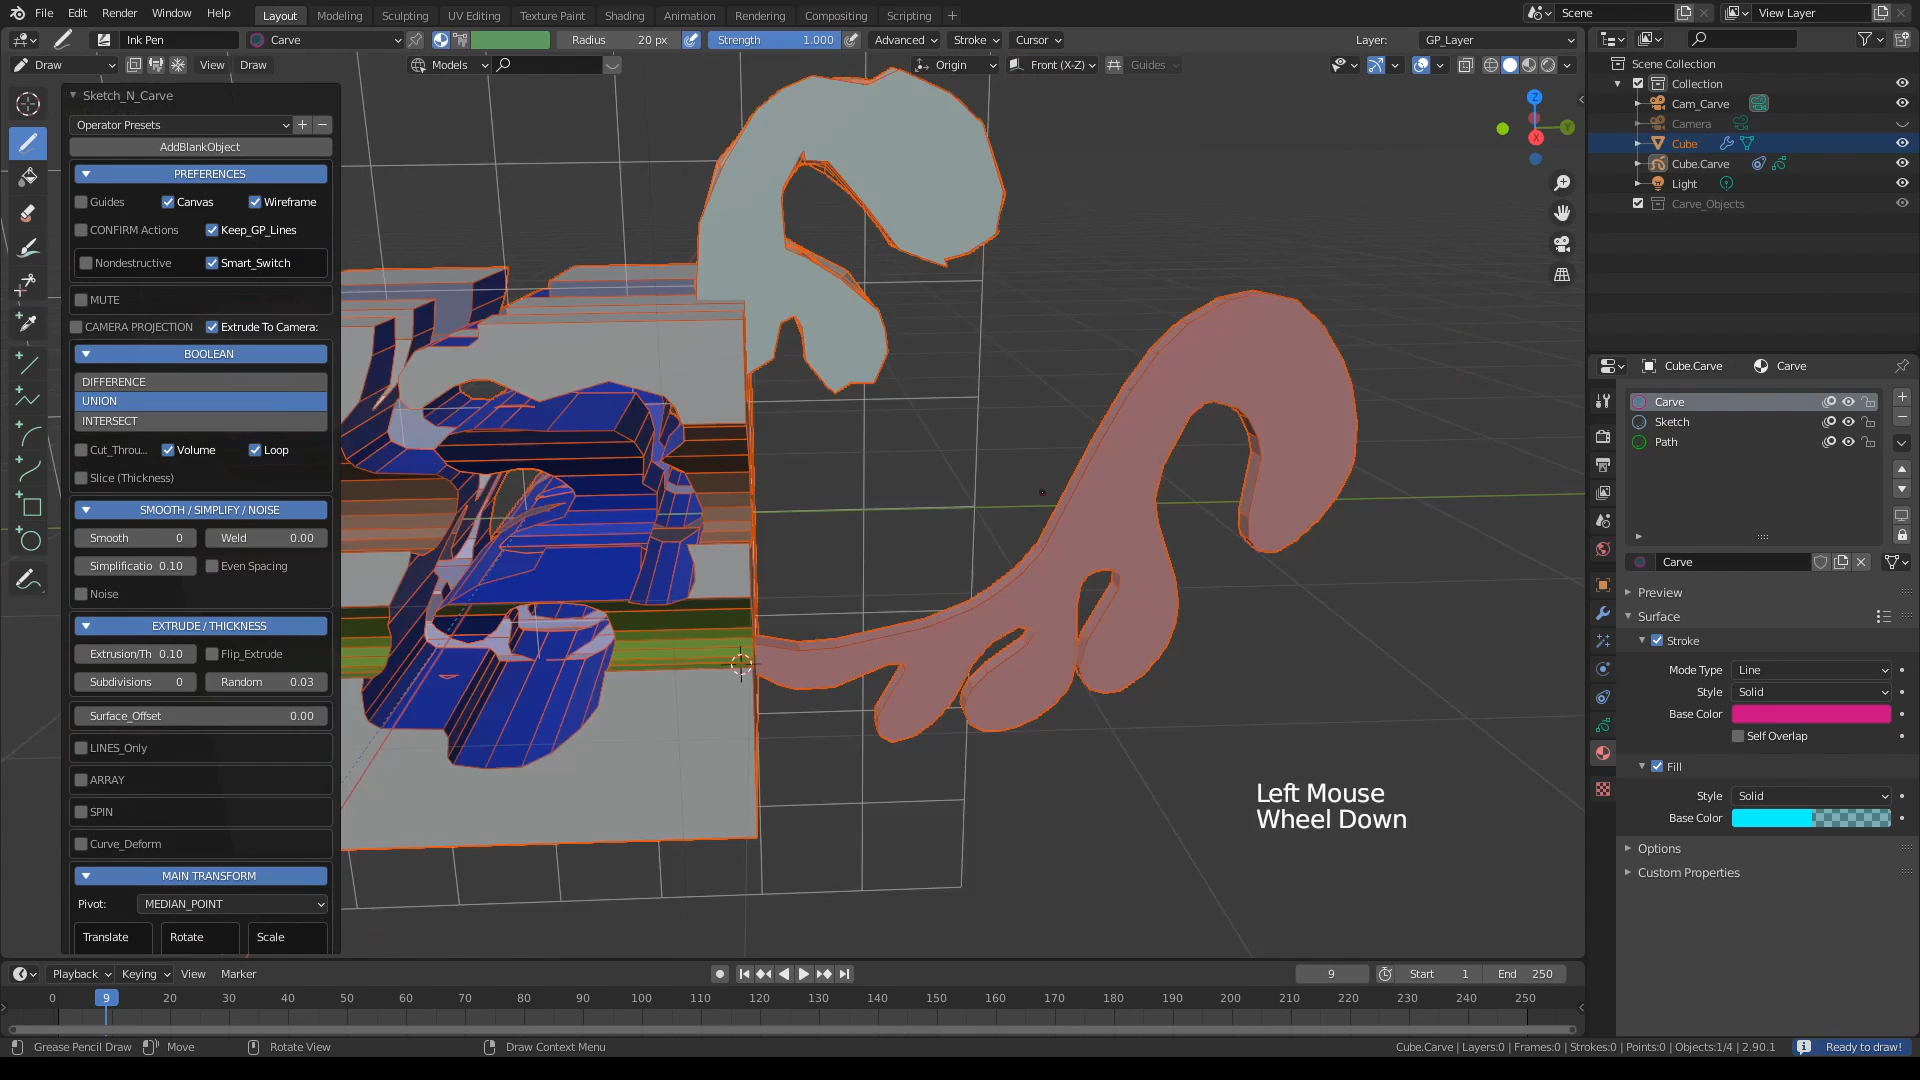 File Edit Render Window Help
Layout Modeling Sculpting UV Editing Texture Paint Shading Animation Rendering Compositing Scripting +
Scene
View Layer
Ink Pen
Carve
Radius 20 px
Strength 1.000
Advanced
Stroke
Cursor
Layer:
GP_Layer
Draw
View Draw
Models
Origin
Front (X-Z)
Guides
Sketch_N_Carve
Operator Presets
AddBlankObject
PREFERENCES
Guides Canvas Wireframe
CONFIRM Actions Keep_GP_Lines
Nondestructive Smart_Switch
MUTE
CAMERA PROJECTION Extrude To Camera:
BOOLEAN
DIFFERENCE
UNION
INTERSECT
Cut_Throu... Volume Loop
Slice (Thickness)
SMOOTH / SIMPLIFY / NOISE
Smooth 0 Weld 0.00
Simplificatio 0.10 Even Spacing
Noise
EXTRUDE / THICKNESS
Extrusion/Th 0.10 Flip_Extrude
Subdivisions 0 Random 0.03
Surface_Offset 0.00
LINES_Only
ARRAY
SPIN
Curve_Deform
MAIN TRANSFORM
Pivot: MEDIAN_POINT
Translate Rotate Scale
Z
Y
X
Left Mouse
Wheel Down
Scene Collection
Collection
Cam_Carve
Camera
Cube
Cube.Carve
Light
Carve_Objects
Cube.Carve Carve
Carve
Sketch
Path
Carve
Preview
Surface
Stroke
Mode Type Line
Style Solid
Base Color
Self Overlap
Fill
Style Solid
Base Color
Options
Custom Properties
Playback Keying View Marker
9
Start 1
End 250
0 9 20 30 40 50 60 70 80 90 100 110 120 130 140 150 160 170 180 190 200 210 220 230 240 250
Grease Pencil Draw Move Rotate View Draw Context Menu
Cube.Carve | Layers:0 | Frames:0 | Strokes:0 | Points:0 | Objects:1/4 | 2.90.1
Ready to draw!